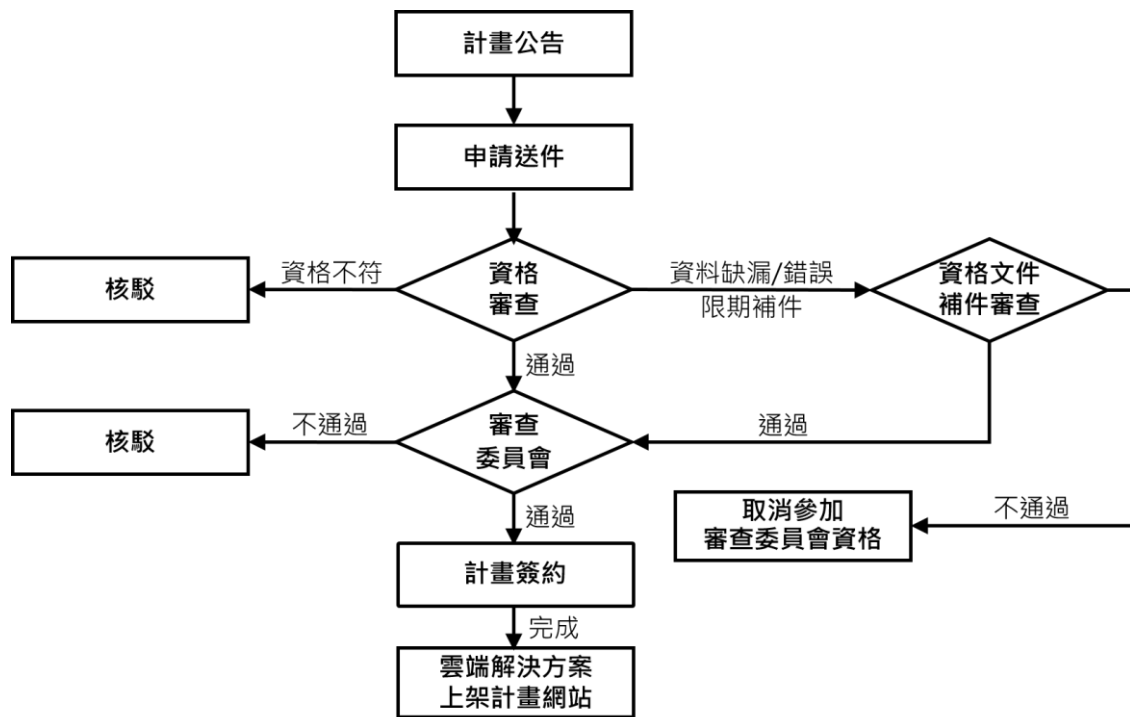 計畫公告
申請送件
核駁
資格不符
資格
審查
資料缺漏/錯誤
限期補件
資格文件
補件審查
通過
核駁
不通過
審查
委員會
通過
通過
取消參加
審查委員會資格
不通過
計畫簽約
完成
雲端解決方案
上架計畫網站